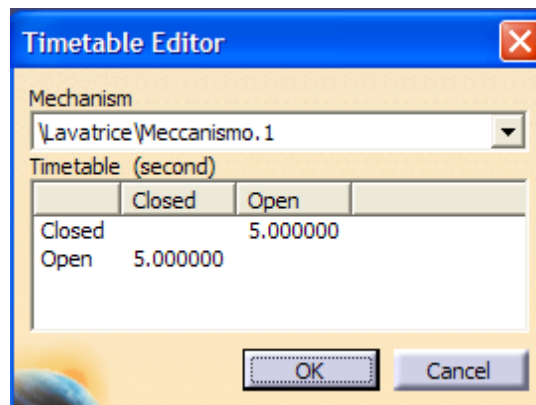 Timetable Editor
Mechanism
\Lavatrice\Meccanismo.1
Timetable (second)
Closed Open
Closed 5.000000
Open 5.000000
OK Cancel